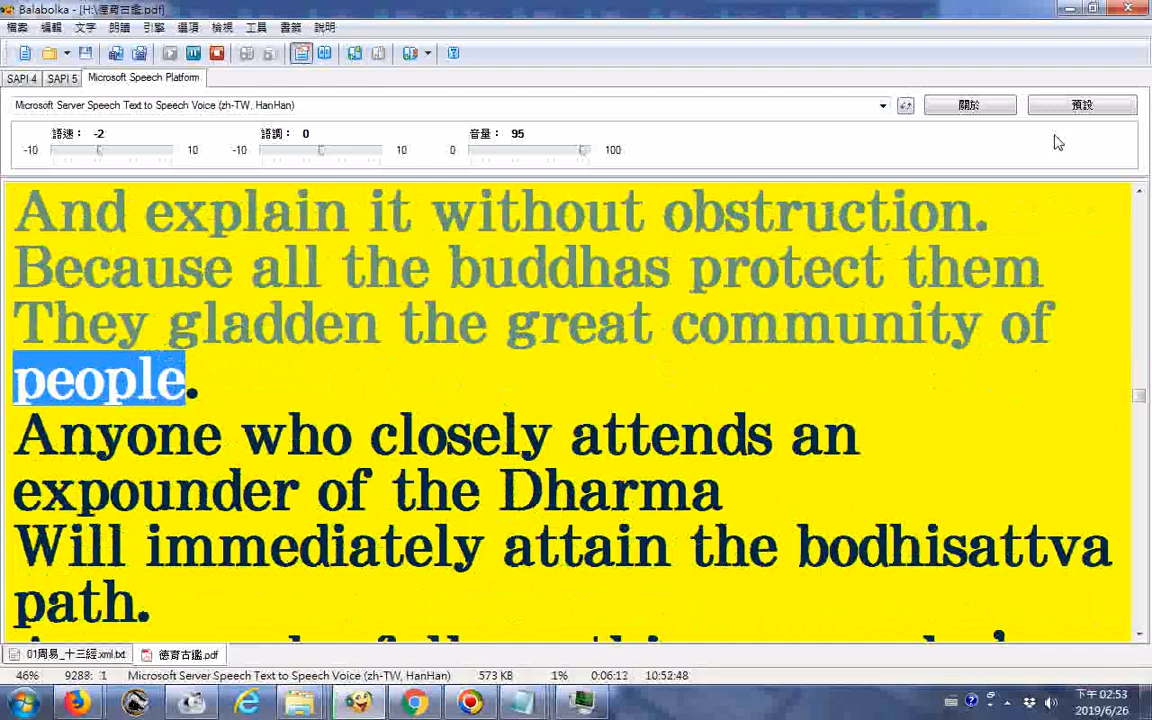 Balabolka - [H:\德育古鑑.pdf]
檔案 編輯 文字 朗讀 引擎 選項 檢視 工具 書籤 說明
SAPI 4 SAPI 5 Microsoft Speech Platform
Microsoft Server Speech Text to Speech Voice (zh-TW, HanHan) 關於 預設
語速： -2 語調： 0 音量： 95
-10 10 -10 10 0 100
And explain it without obstruction.
Because all the buddhas protect them
They gladden the great community of
people.
Anyone who closely attends an
expounder of the Dharma
Will immediately attain the bodhisattva
path.
01周易_十三經.xml.txt 德育古鑑.pdf
46% 9288: 1 Microsoft Server Speech Text to Speech Voice (zh-TW, HanHan) 573 KB 1% 0:06:12 10:52:48
下午 02:53
2019/6/26